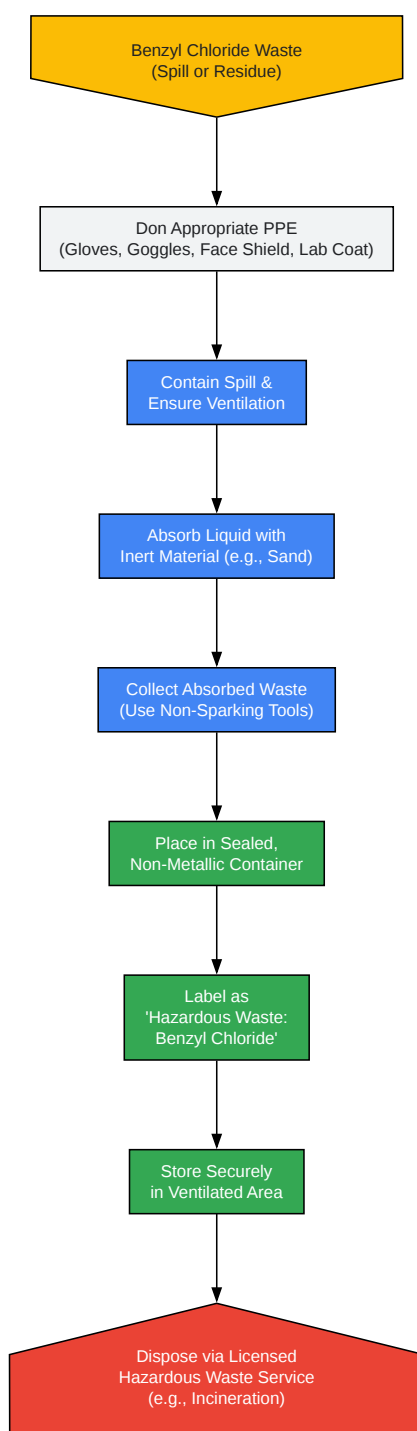 Benzyl Chloride Waste
(Spill or Residue)
Don Appropriate PPE
(Gloves, Goggles, Face Shield, Lab Coat)
Contain Spill &
Ensure Ventilation
Absorb Liquid with
Inert Material (e.g., Sand)
Collect Absorbed Waste
(Use Non-Sparking Tools)
Place in Sealed,
Non-Metallic Container
Label as
'Hazardous Waste:
Benzyl Chloride'
Store Securely
in Ventilated Area
Dispose via Licensed
Hazardous Waste Service
(e.g., Incineration)